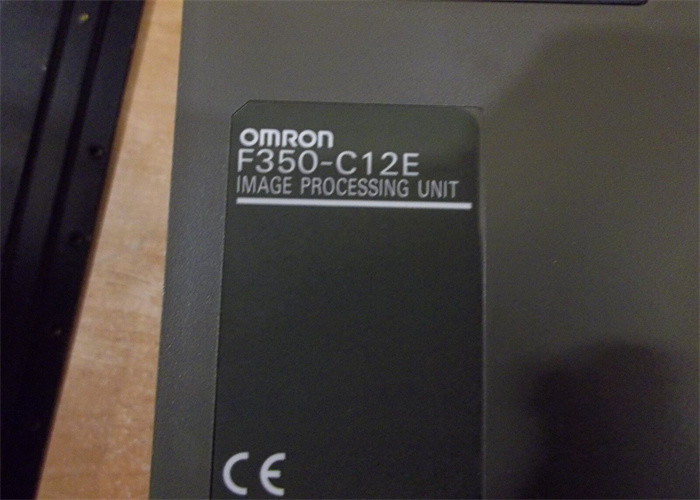 OMRON
F350-C12E
IMAGE PROCESSING UNIT
CE